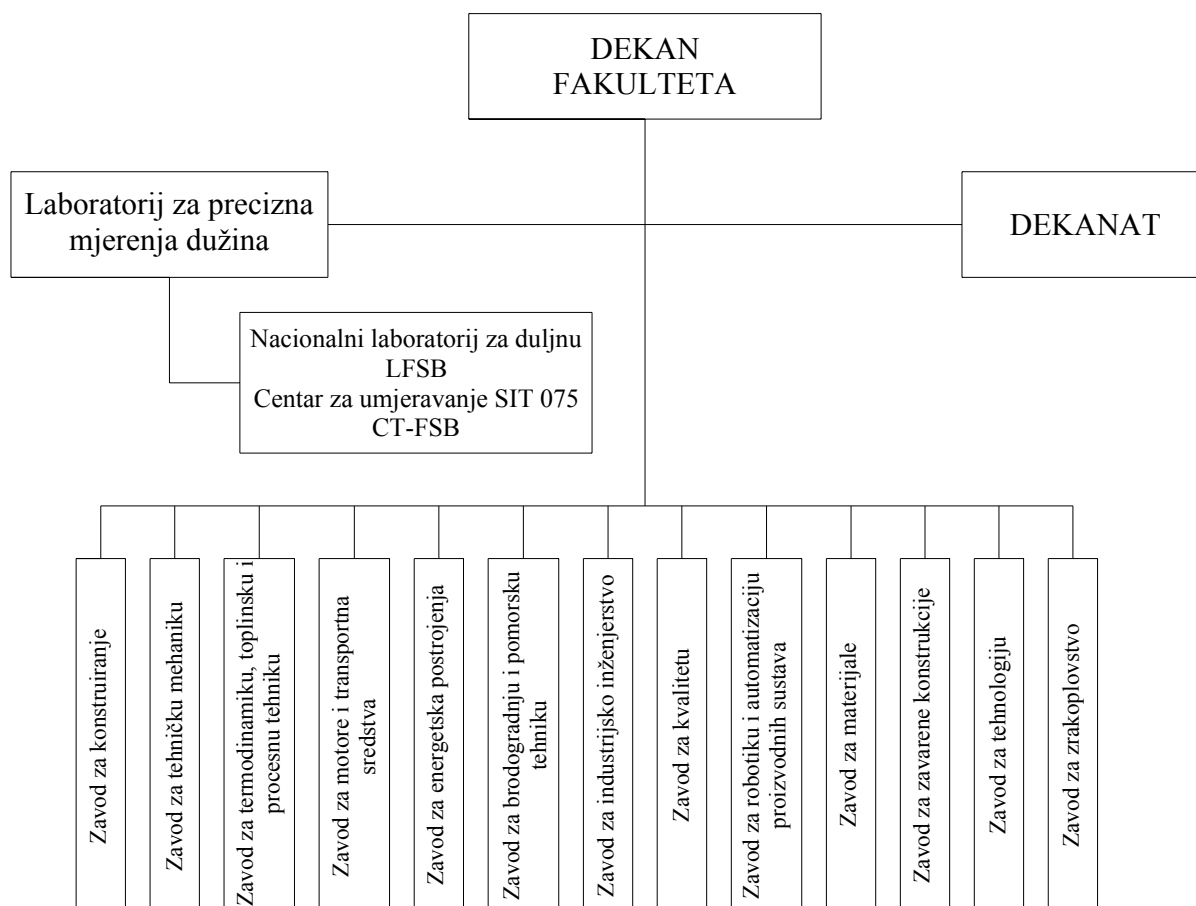 DEKAN
FAKULTETA
Laboratorij za precizna
mjerenja dužina
DEKANAT
Nacionalni laboratorij za duljnu
LFSB
Centar za umjeravanje SIT 075
CT-FSB
Zavod za konstruiranje
Zavod za tehničku mehaniku
Zavod za termodinamiku, toplinsku i
procesnu tehniku
Zavod za motore i transportna
sredstva
Zavod za energetska postrojenja
Zavod za brodogradnju i pomorsku
tehniku
Zavod za industrijsko inženjerstvo
Zavod za kvalitetu
Zavod za robotiku i automatizaciju
proizvodnih sustava
Zavod za materijale
Zavod za zavarene konstrukcije
Zavod za tehnologiju
Zavod za zrakoplovstvo